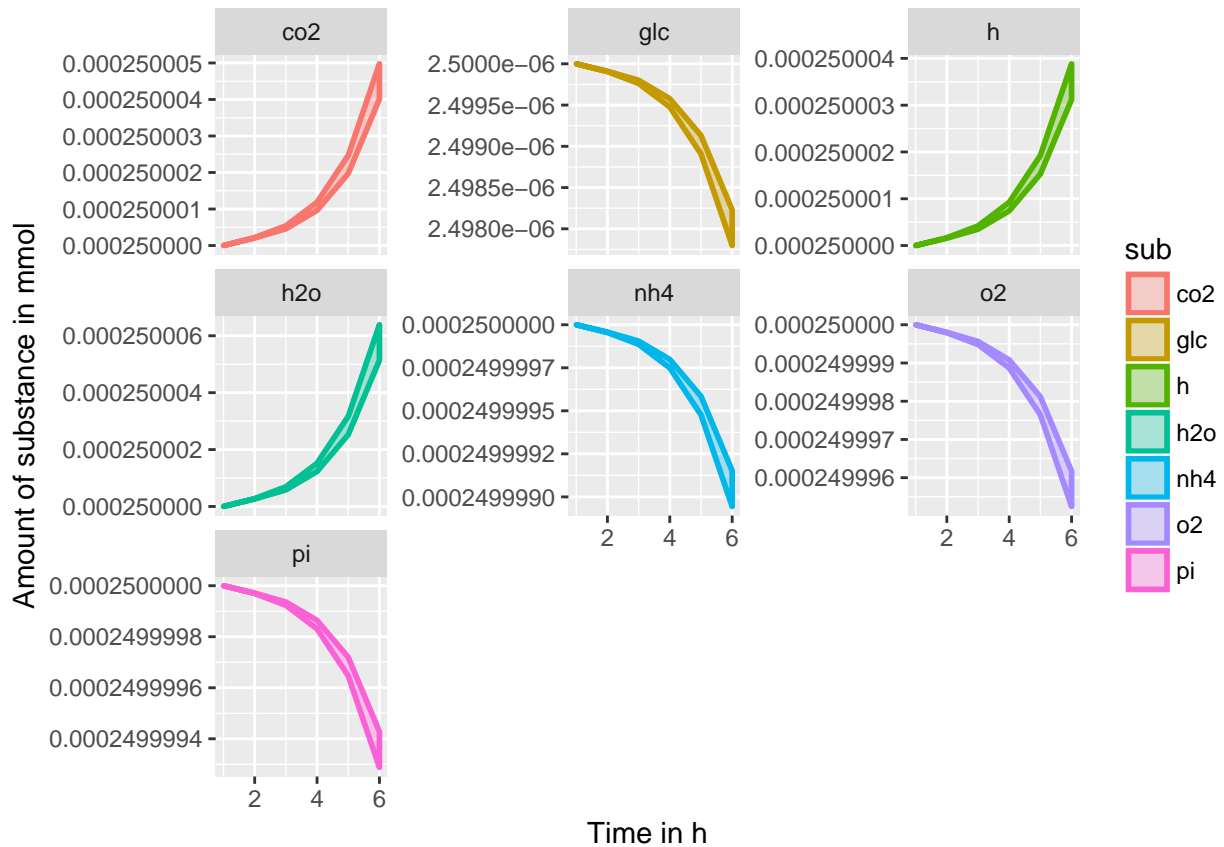 co2
glc
h
0.000250005
0.000250004
0.000250003
0.000250002
0.000250001
0.000250000
2.5000e−06
2.4995e−06
2.4990e−06
2.4985e−06
2.4980e−06
0.000250004
0.000250003
0.000250002
0.000250001
0.000250000
h2o
nh4
o2
0.000250006
0.000250004
0.000250002
0.000250000
0.0002500000
0.0002499997
0.0002499995
0.0002499992
0.0002499990
0.000250000
0.000249999
0.000249998
0.000249997
0.000249996
2 4 6
2 4 6
pi
0.0002500000
0.0002499998
0.0002499996
0.0002499994
2 4 6
Time in h
Amount of substance in mmol
sub
co2
glc
h
h2o
nh4
o2
pi